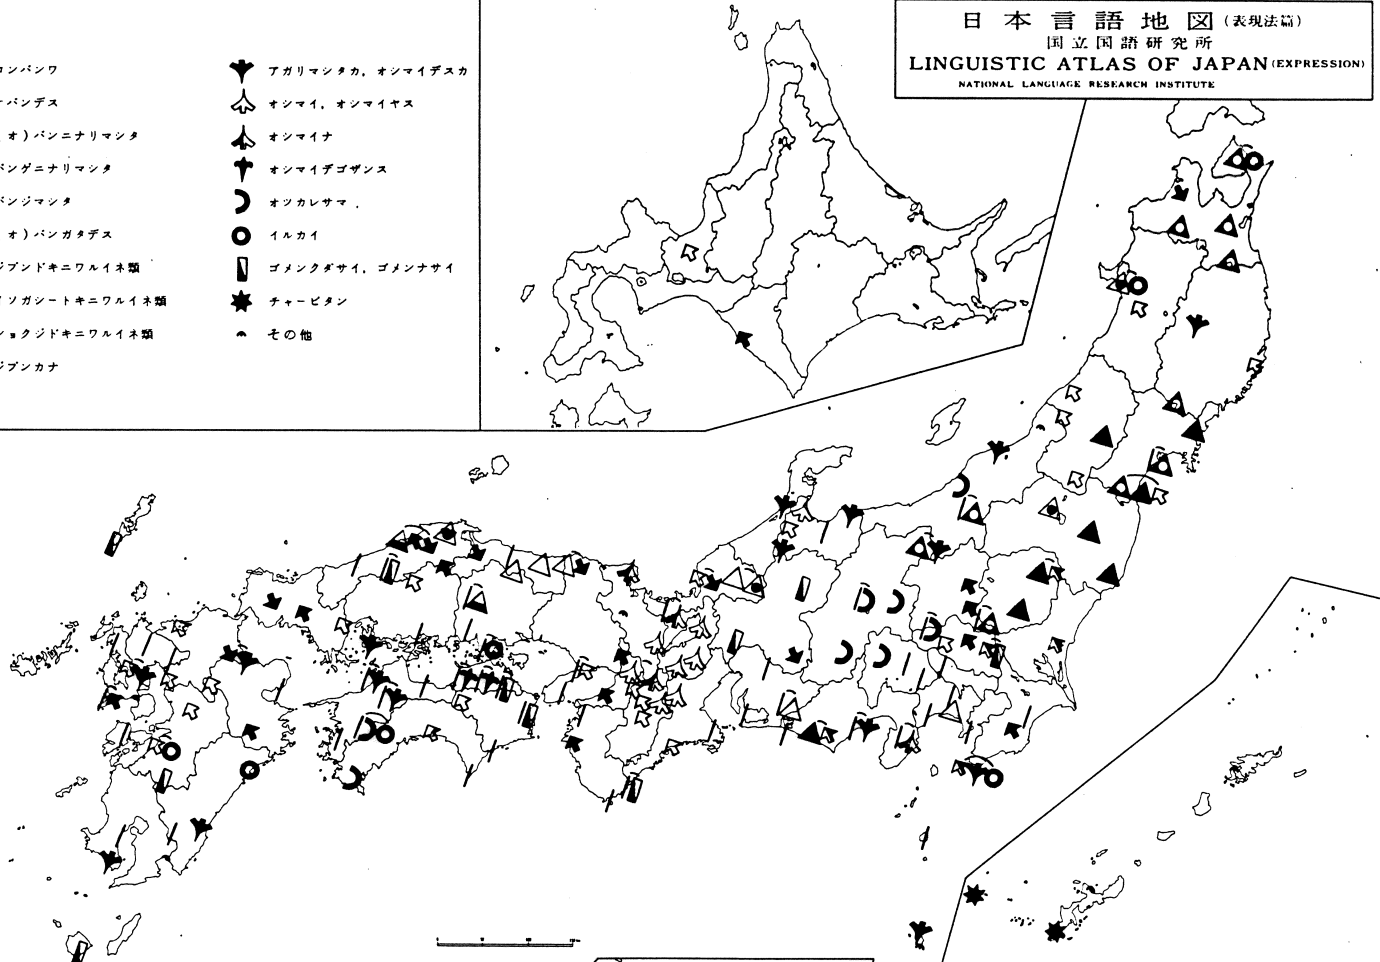 日本言語地図(表現法篇)
国立国語研究所
LINGUISTIC ATLAS OF JAPAN(EXPRESSION)
NATIONAL LANGUAGE RESEARCH INSTITUTE
コンバンワ
バンデス
オ)バンニナリマシタ
バンゲニナリマシタ
バンジマシタ
オ)バンガタデス
ジブンドキニワルイネ類
ソガシートキニワルイネ類
ショクジドキニワルイネ類
ジブンカナ
アガリマシタカ, オシマイデスカ
オシマイ, オシマイヤス
オシマイナ
オシマイデゴザンス
オツカレサマ
イルカイ
ゴメンクダサイ, ゴメンナサイ
チャービタン
その他